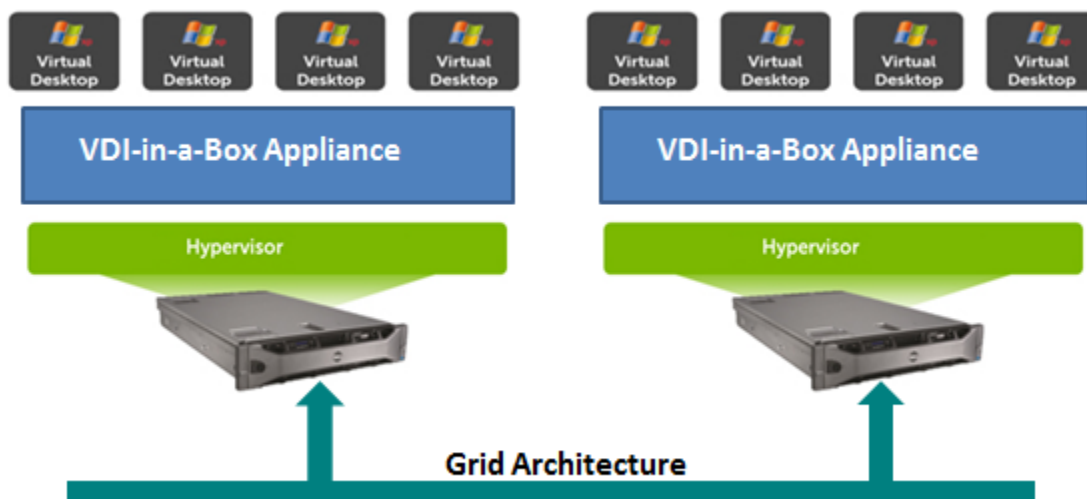 Virtual Desktop
Virtual Desktop
Virtual Desktop
Virtual Desktop
Virtual Desktop
Virtual Desktop
Virtual Desktop
Virtual Desktop
VDI-in-a-Box Appliance
VDI-in-a-Box Appliance
Hypervisor
Hypervisor
Grid Architecture